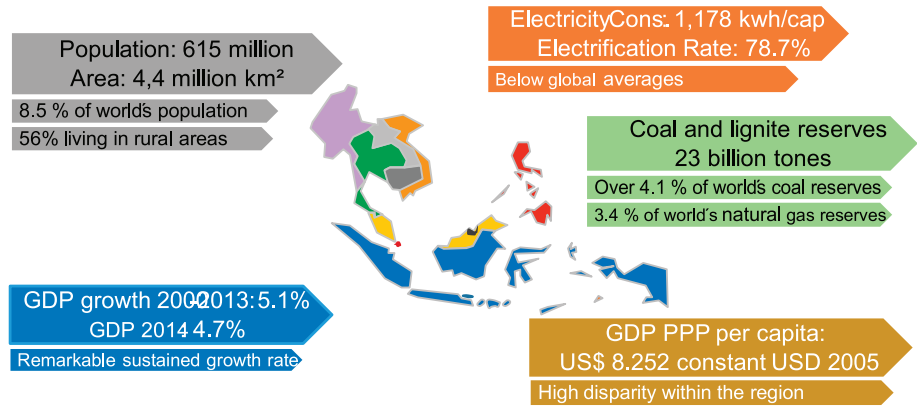 Population: 615 million
Area: 4,4 million km²
8.5 % of world´s population
56% living in rural areas
ElectricityCons: 1,178 kwh/cap
Electrification Rate: 78.7%
Below global averages
Coal and lignite reserves
23 billion tones
Over 4.1 % of world´s coal reserves
3.4 % of world´s natural gas reserves
GDP growth 2000-2013: 5.1%
GDP 2014- 4.7%
Remarkable sustained growth rate
GDP PPP per capita:
US$ 8.252 constant USD 2005
High disparity within the region